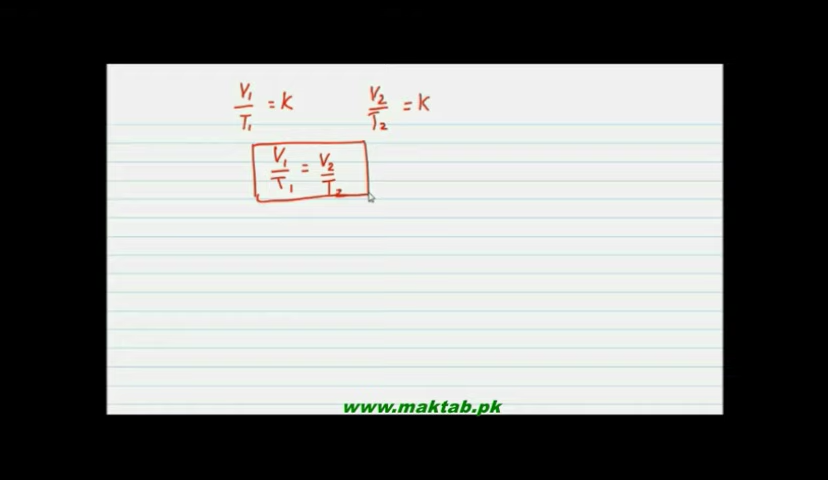 V₁/T₁ = K V₂/T₂ = K
V₁/T₁ = V₂/T₂
www.maktab.pk